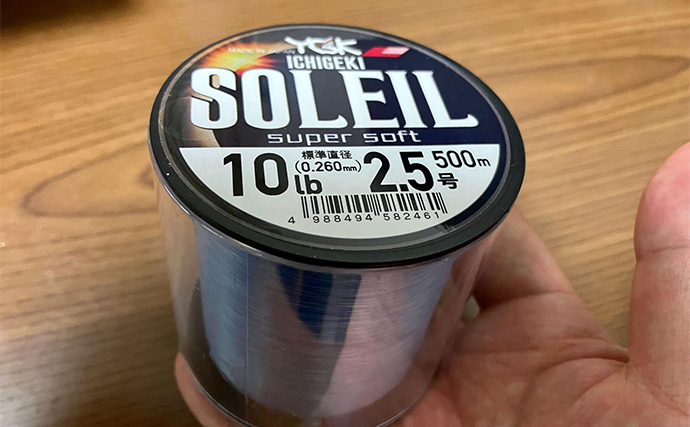 MADE IN JAPAN
YGK
ICHIGEKI
SOLEIL
super soft
10lb 標準直径 (0.260mm) 2.5号 500m
4 988494 582461